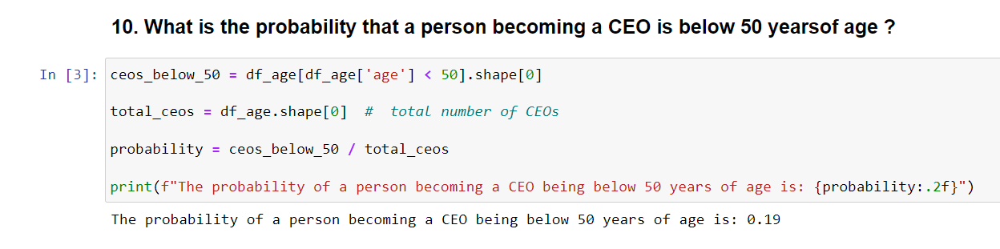 10. What is the probability that a person becoming a CEO is below 50 yearsof age ?
In [3]: ceos_below_50 = df_age[df_age['age'] < 50].shape[0]
total_ceos = df_age.shape[0]  #  total number of CEOs
probability = ceos_below_50 / total_ceos
print(f"The probability of a person becoming a CEO being below 50 years of age is: {probability:.2f}")
The probability of a person becoming a CEO being below 50 years of age is: 0.19